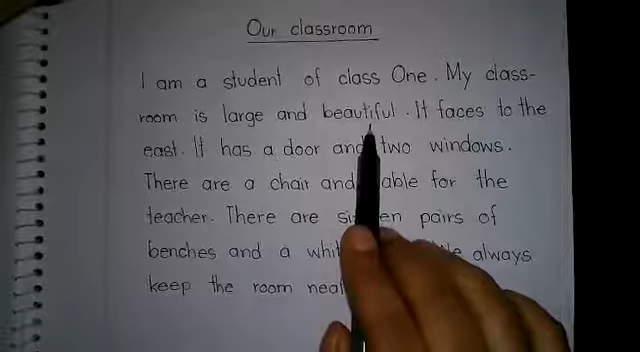 Our classroom
I am a student of class One. My class-
room is large and beautiful. It faces to the
east. It has a door and two windows.
There are a chair and for the
teacher. There are pairs of
benches and a always
keep the room